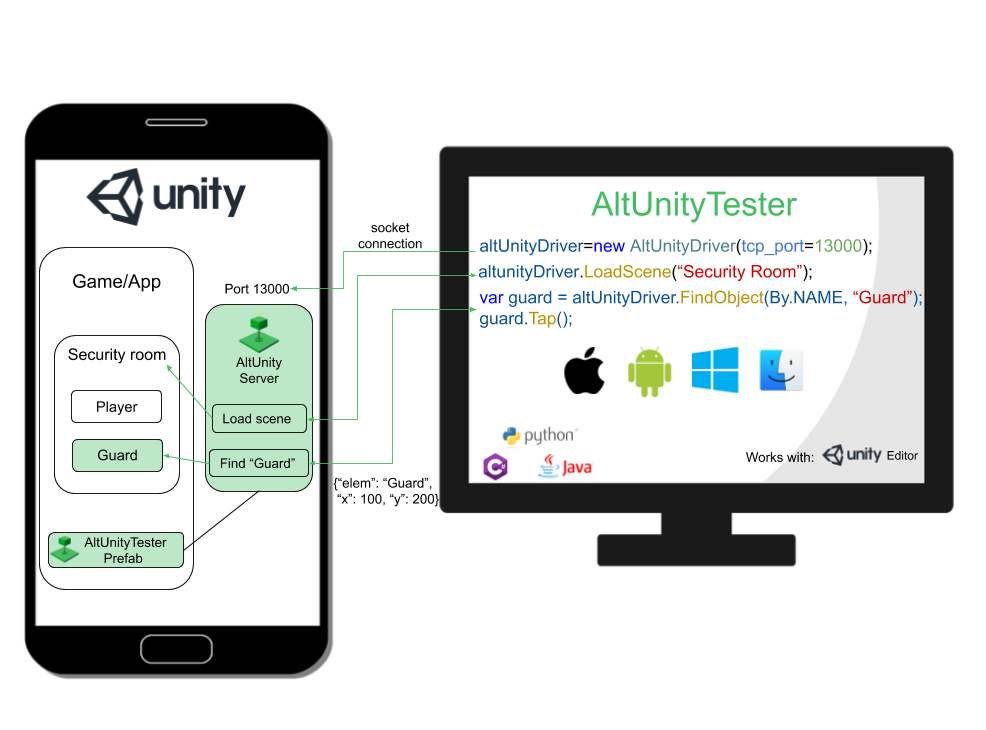 unity
Game/App
Security room
Player
Guard
AltUnityTester
Prefab
Port 13000
AltUnity
Server
Load scene
Find “Guard”
socket
connection
{“elem”: “Guard”,
“x”: 100, “y”: 200}
AltUnityTester
altUnityDriver=new AltUnityDriver(tcp_port=13000);
altunityDriver.LoadScene(“Security Room”);
var guard = altUnityDriver.FindObject(By.NAME, “Guard”);
guard.Tap();
python™
Java
Works with: unity Editor